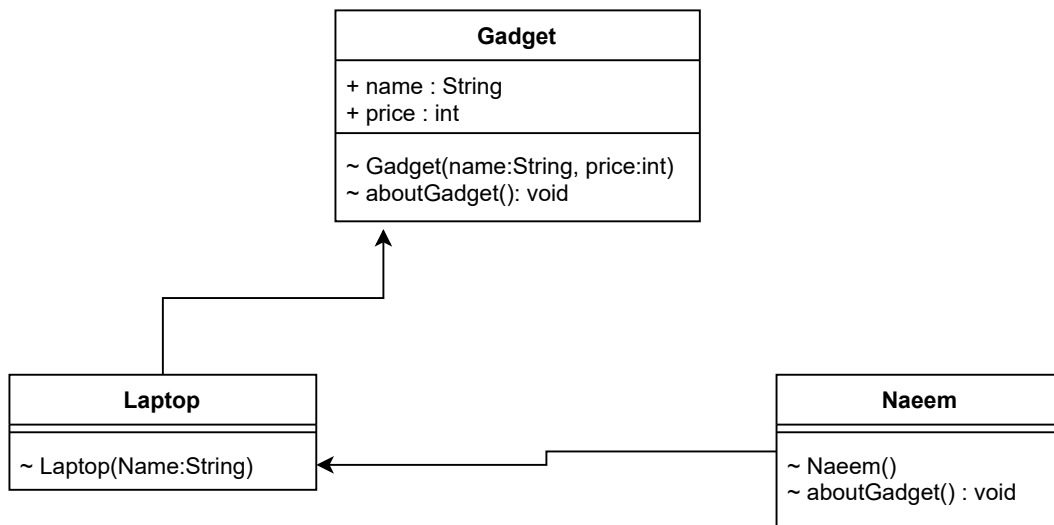 Gadget
+ name : String
+ price : int
~ Gadget(name:String, price:int)
~ aboutGadget(): void
Laptop
~ Laptop(Name:String)
Naeem
~ Naeem()
~ aboutGadget() : void